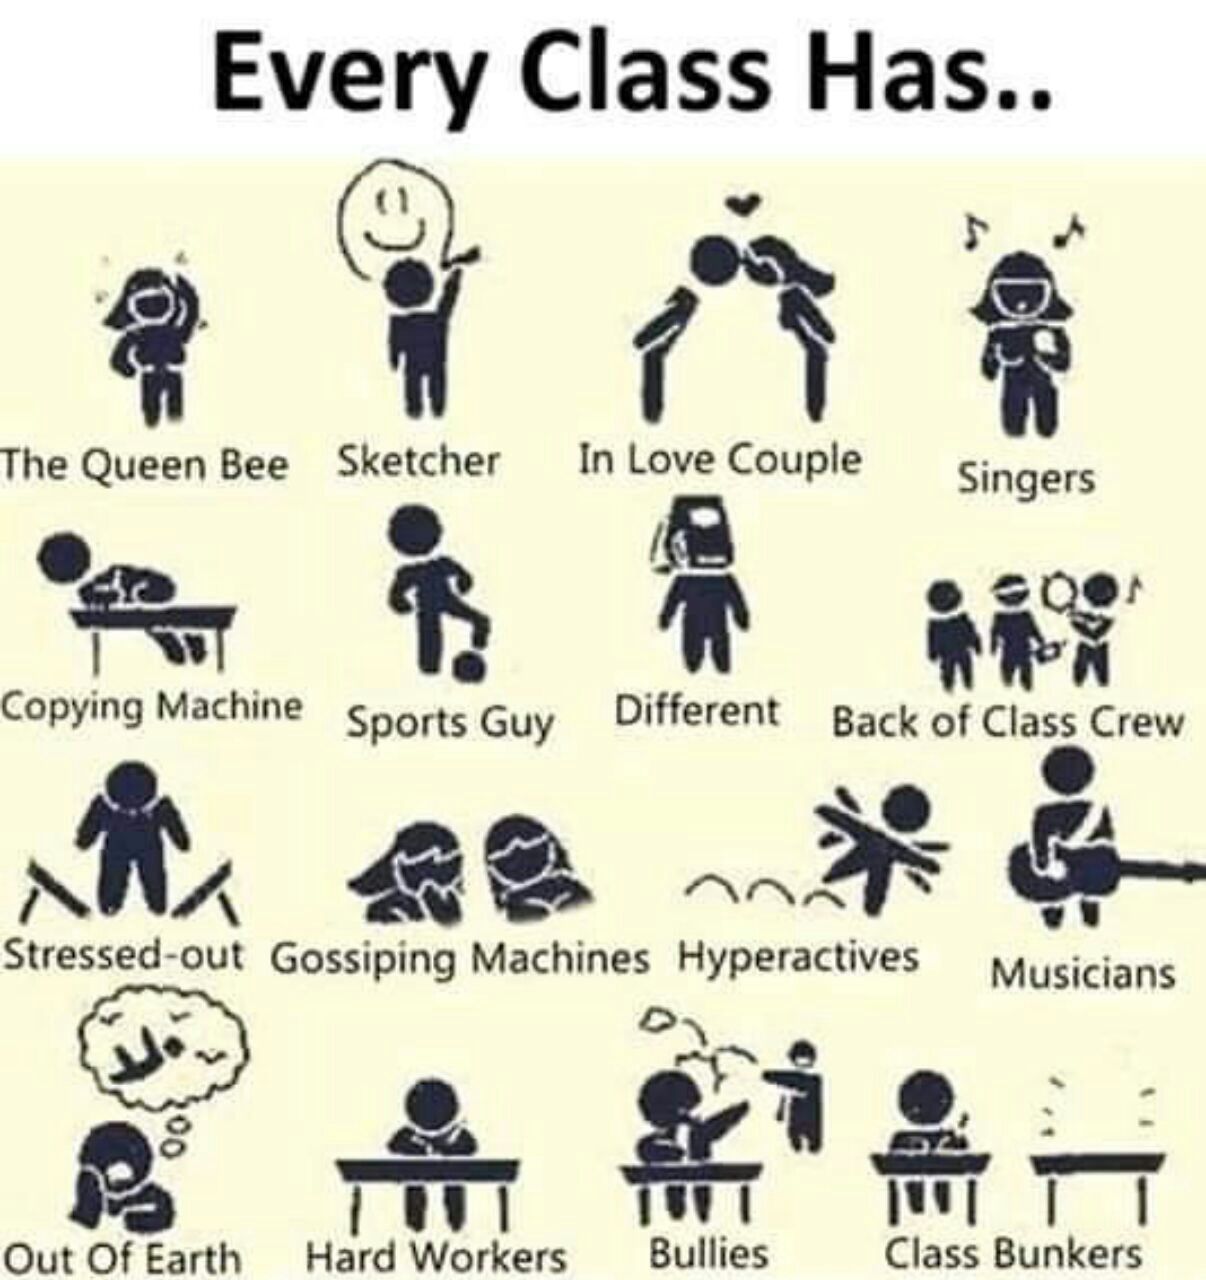 Every Class Has..
The Queen Bee
Sketcher
In Love Couple
Singers
Copying Machine
Sports Guy
Different
Back of Class Crew
Stressed-out
Gossiping Machines
Hyperactives
Musicians
Out Of Earth
Hard Workers
Bullies
Class Bunkers